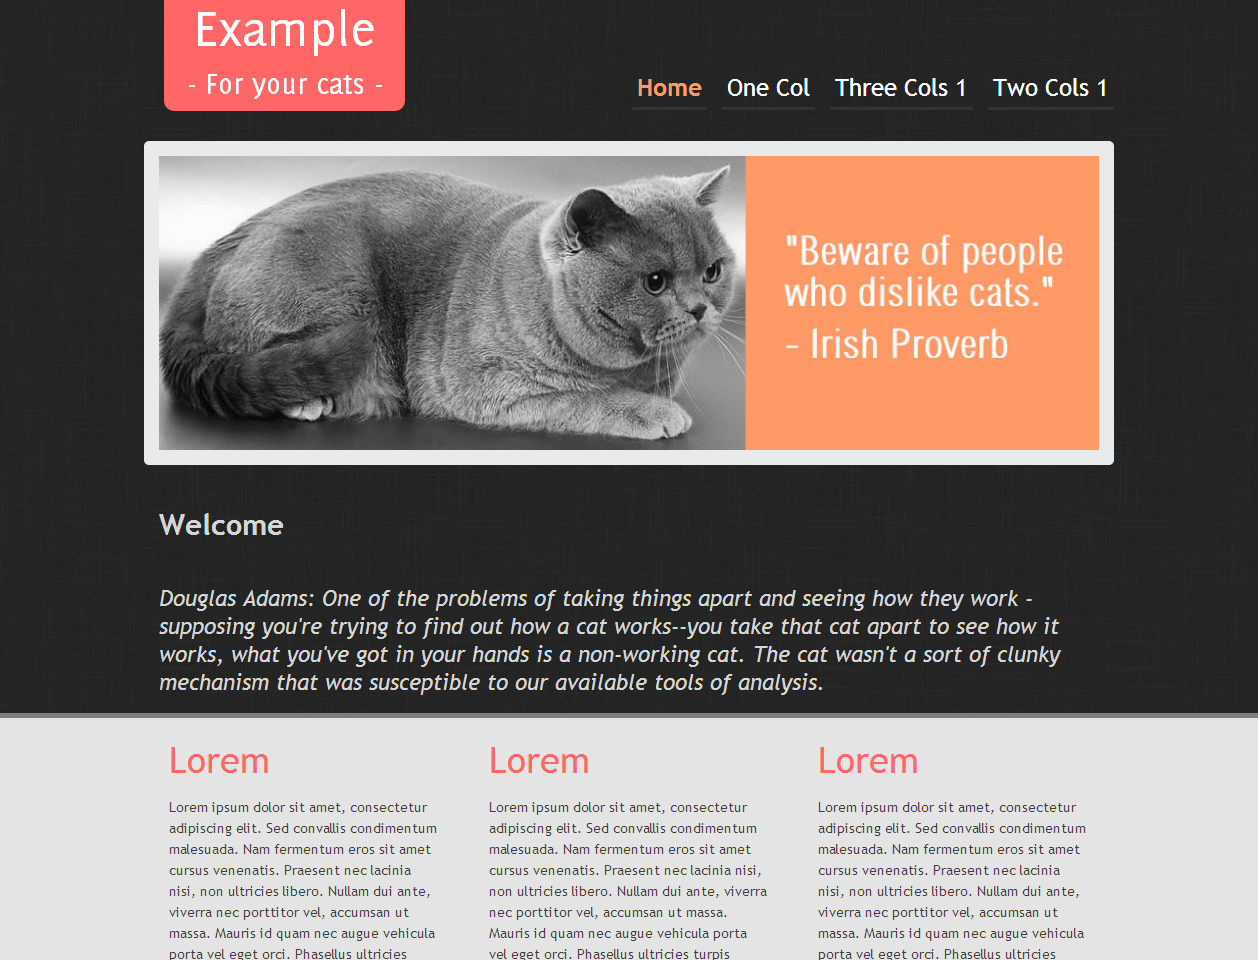 Example
- For your cats -
Home One Col Three Cols 1 Two Cols 1
"Beware of people
who dislike cats."
- Irish Proverb
Welcome
Douglas Adams: One of the problems of taking things apart and seeing how they work -
supposing you're trying to find out how a cat works--you take that cat apart to see how it
works, what you've got in your hands is a non-working cat. The cat wasn't a sort of clunky
mechanism that was susceptible to our available tools of analysis.
Lorem
Lorem ipsum dolor sit amet, consectetur
adipiscing elit. Sed convallis condimentum
malesuada. Nam fermentum eros sit amet
cursus venenatis. Praesent nec lacinia
nisi, non ultricies libero. Nullam dui ante,
viverra nec porttitor vel, accumsan ut
massa. Mauris id quam nec augue vehicula
porta vel eget orci. Phasellus ultricies
Lorem
Lorem ipsum dolor sit amet, consectetur
adipiscing elit. Sed convallis condimentum
malesuada. Nam fermentum eros sit amet
cursus venenatis. Praesent nec lacinia nisi,
non ultricies libero. Nullam dui ante, viverra
nec porttitor vel, accumsan ut massa.
Mauris id quam nec augue vehicula porta
vel eget orci. Phasellus ultricies turpis
Lorem
Lorem ipsum dolor sit amet, consectetur
adipiscing elit. Sed convallis condimentum
malesuada. Nam fermentum eros sit amet
cursus venenatis. Praesent nec lacinia
nisi, non ultricies libero. Nullam dui ante,
viverra nec porttitor vel, accumsan ut
massa. Mauris id quam nec augue vehicula
porta vel eget orci. Phasellus ultricies